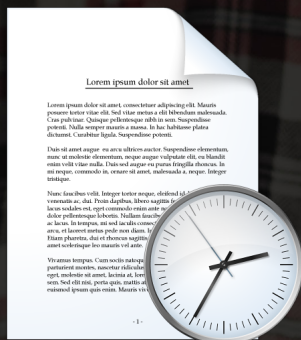 Lorem ipsum dolor sit amet
Lorem ipsum dolor sit amet, consectetuer adipiscing elit. Mauris
posuere tortor vitae elit. Sed vitae metus a elit bibendum malesuada.
Cras pulvinar. Quisque pellentesque nibh in sem. Suspendisse
potenti. Nulla semper mauris a massa. In hac habitasse platea
dictumst. Curabitur ligula. Suspendisse potenti.
Duis sit amet augue eu arcu ultrices auctor. Suspendisse elementum,
nunc ut molestie elementum, neque augue vulputate elit, eu blandit
enim velit vitae nulla. Duis sed augue eu purus fringilla rhoncus. In
mi neque, commodo in, ornare sit amet, malesuada a, neque. Integer
tristique.
Nunc faucibus velit. Integer tortor neque, eleifend id
venenatis ac, dui. Proin dapibus, libero sagittis
lacus sodales est, eget commodo enim ante
dolor pellentesque lobortis. Nullam
lacus. In tempus, mi sed iaculis
arcu, et laoreet metus pede non diam. In
Etiam pharetra, dui et rhoncus sagittis
amet scelerisque leo mauris vel ante.
Vivamus tempus. Cum sociis natoque
parturient montes, nascetur ridiculus
eget, molestie sit amet, lacinia at,
sem. Sed elit nisi, porta quis, mattis
euismod ipsum quis enim. Mauris
- 1 -